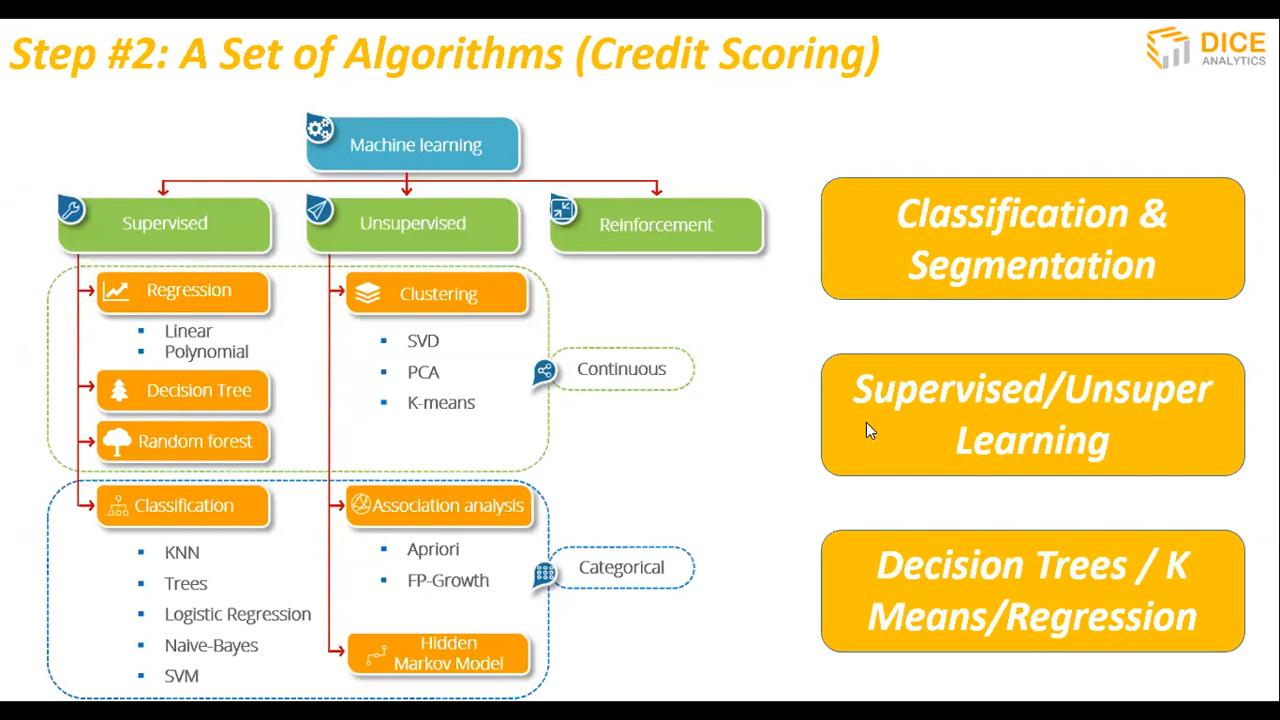 Step #2: A Set of Algorithms (Credit Scoring)
DICE
ANALYTICS
Machine learning
Supervised
Unsupervised
Reinforcement
Regression
Linear
Polynomial
Decision Tree
Random forest
Clustering
SVD
PCA
K-means
Continuous
Classification
KNN
Trees
Logistic Regression
Naive-Bayes
SVM
Association analysis
Apriori
FP-Growth
Hidden
Markov Model
Categorical
Classification &
Segmentation
Supervised/Unsuper
Learning
Decision Trees / K
Means/Regression